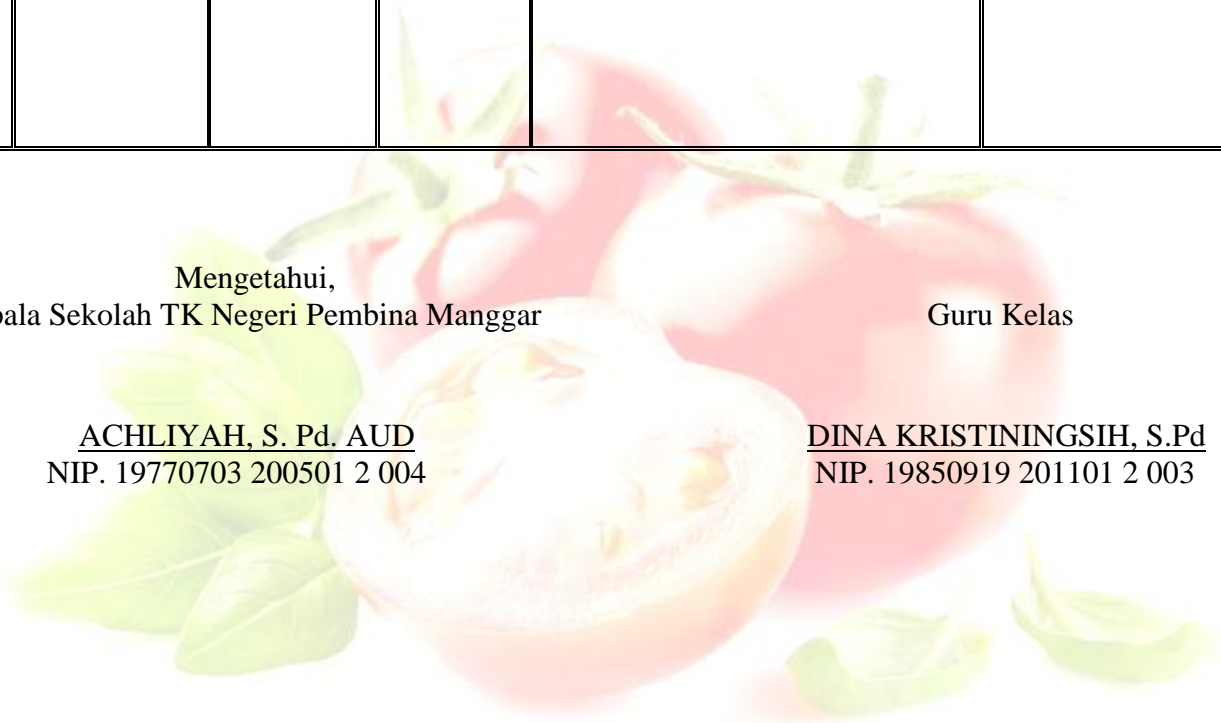 Mengetahui,
pala Sekolah TK Negeri Pembina Manggar
Guru Kelas
ACHLIYAH, S. Pd. AUD
NIP. 19770703 200501 2 004
DINA KRISTININGSIH, S.Pd
NIP. 19850919 201101 2 003